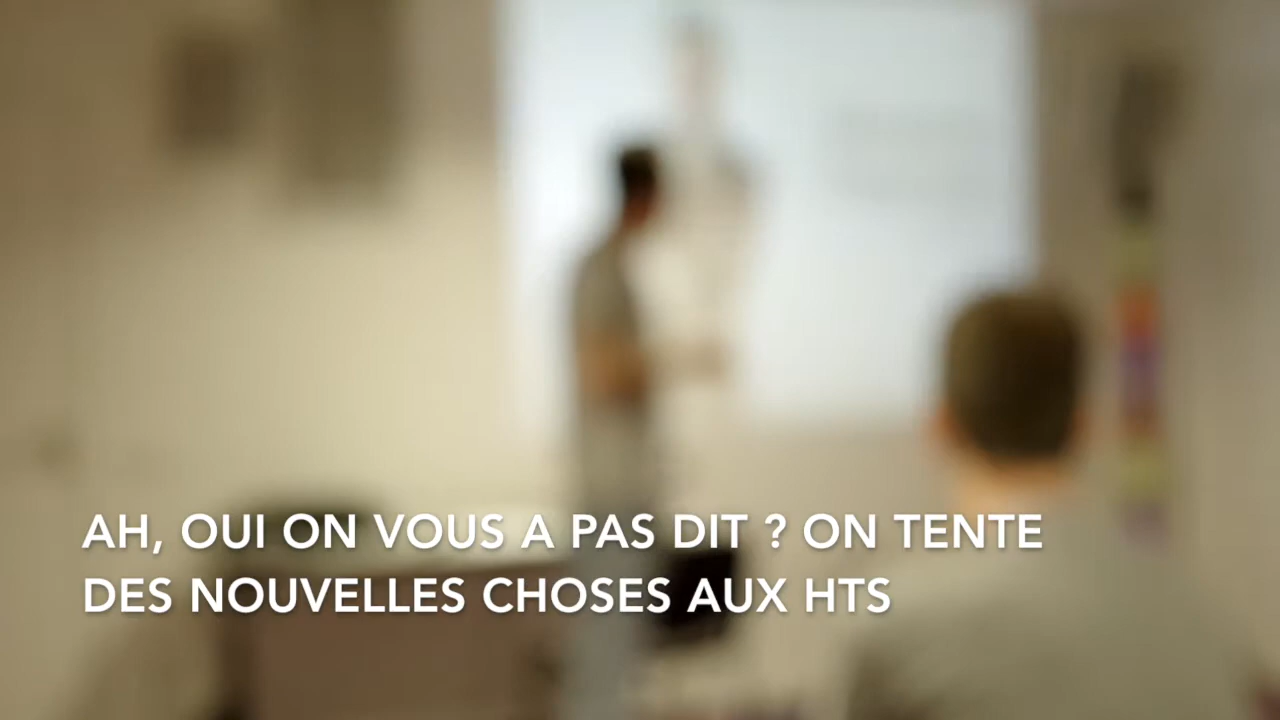 AH, OUI ON VOUS A PAS DIT ? ON TENTE
DES NOUVELLES CHOSES AUX HTS